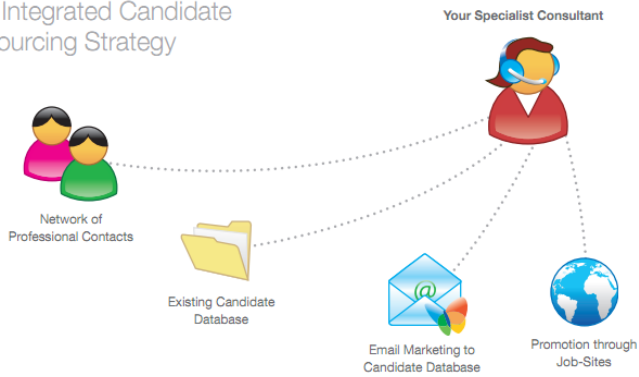 Integrated Candidate
ourcing Strategy
Your Specialist Consultant
Network of
Professional Contacts
Existing Candidate
Database
@
Email Marketing to
Candidate Database
Promotion through
Job-Sites